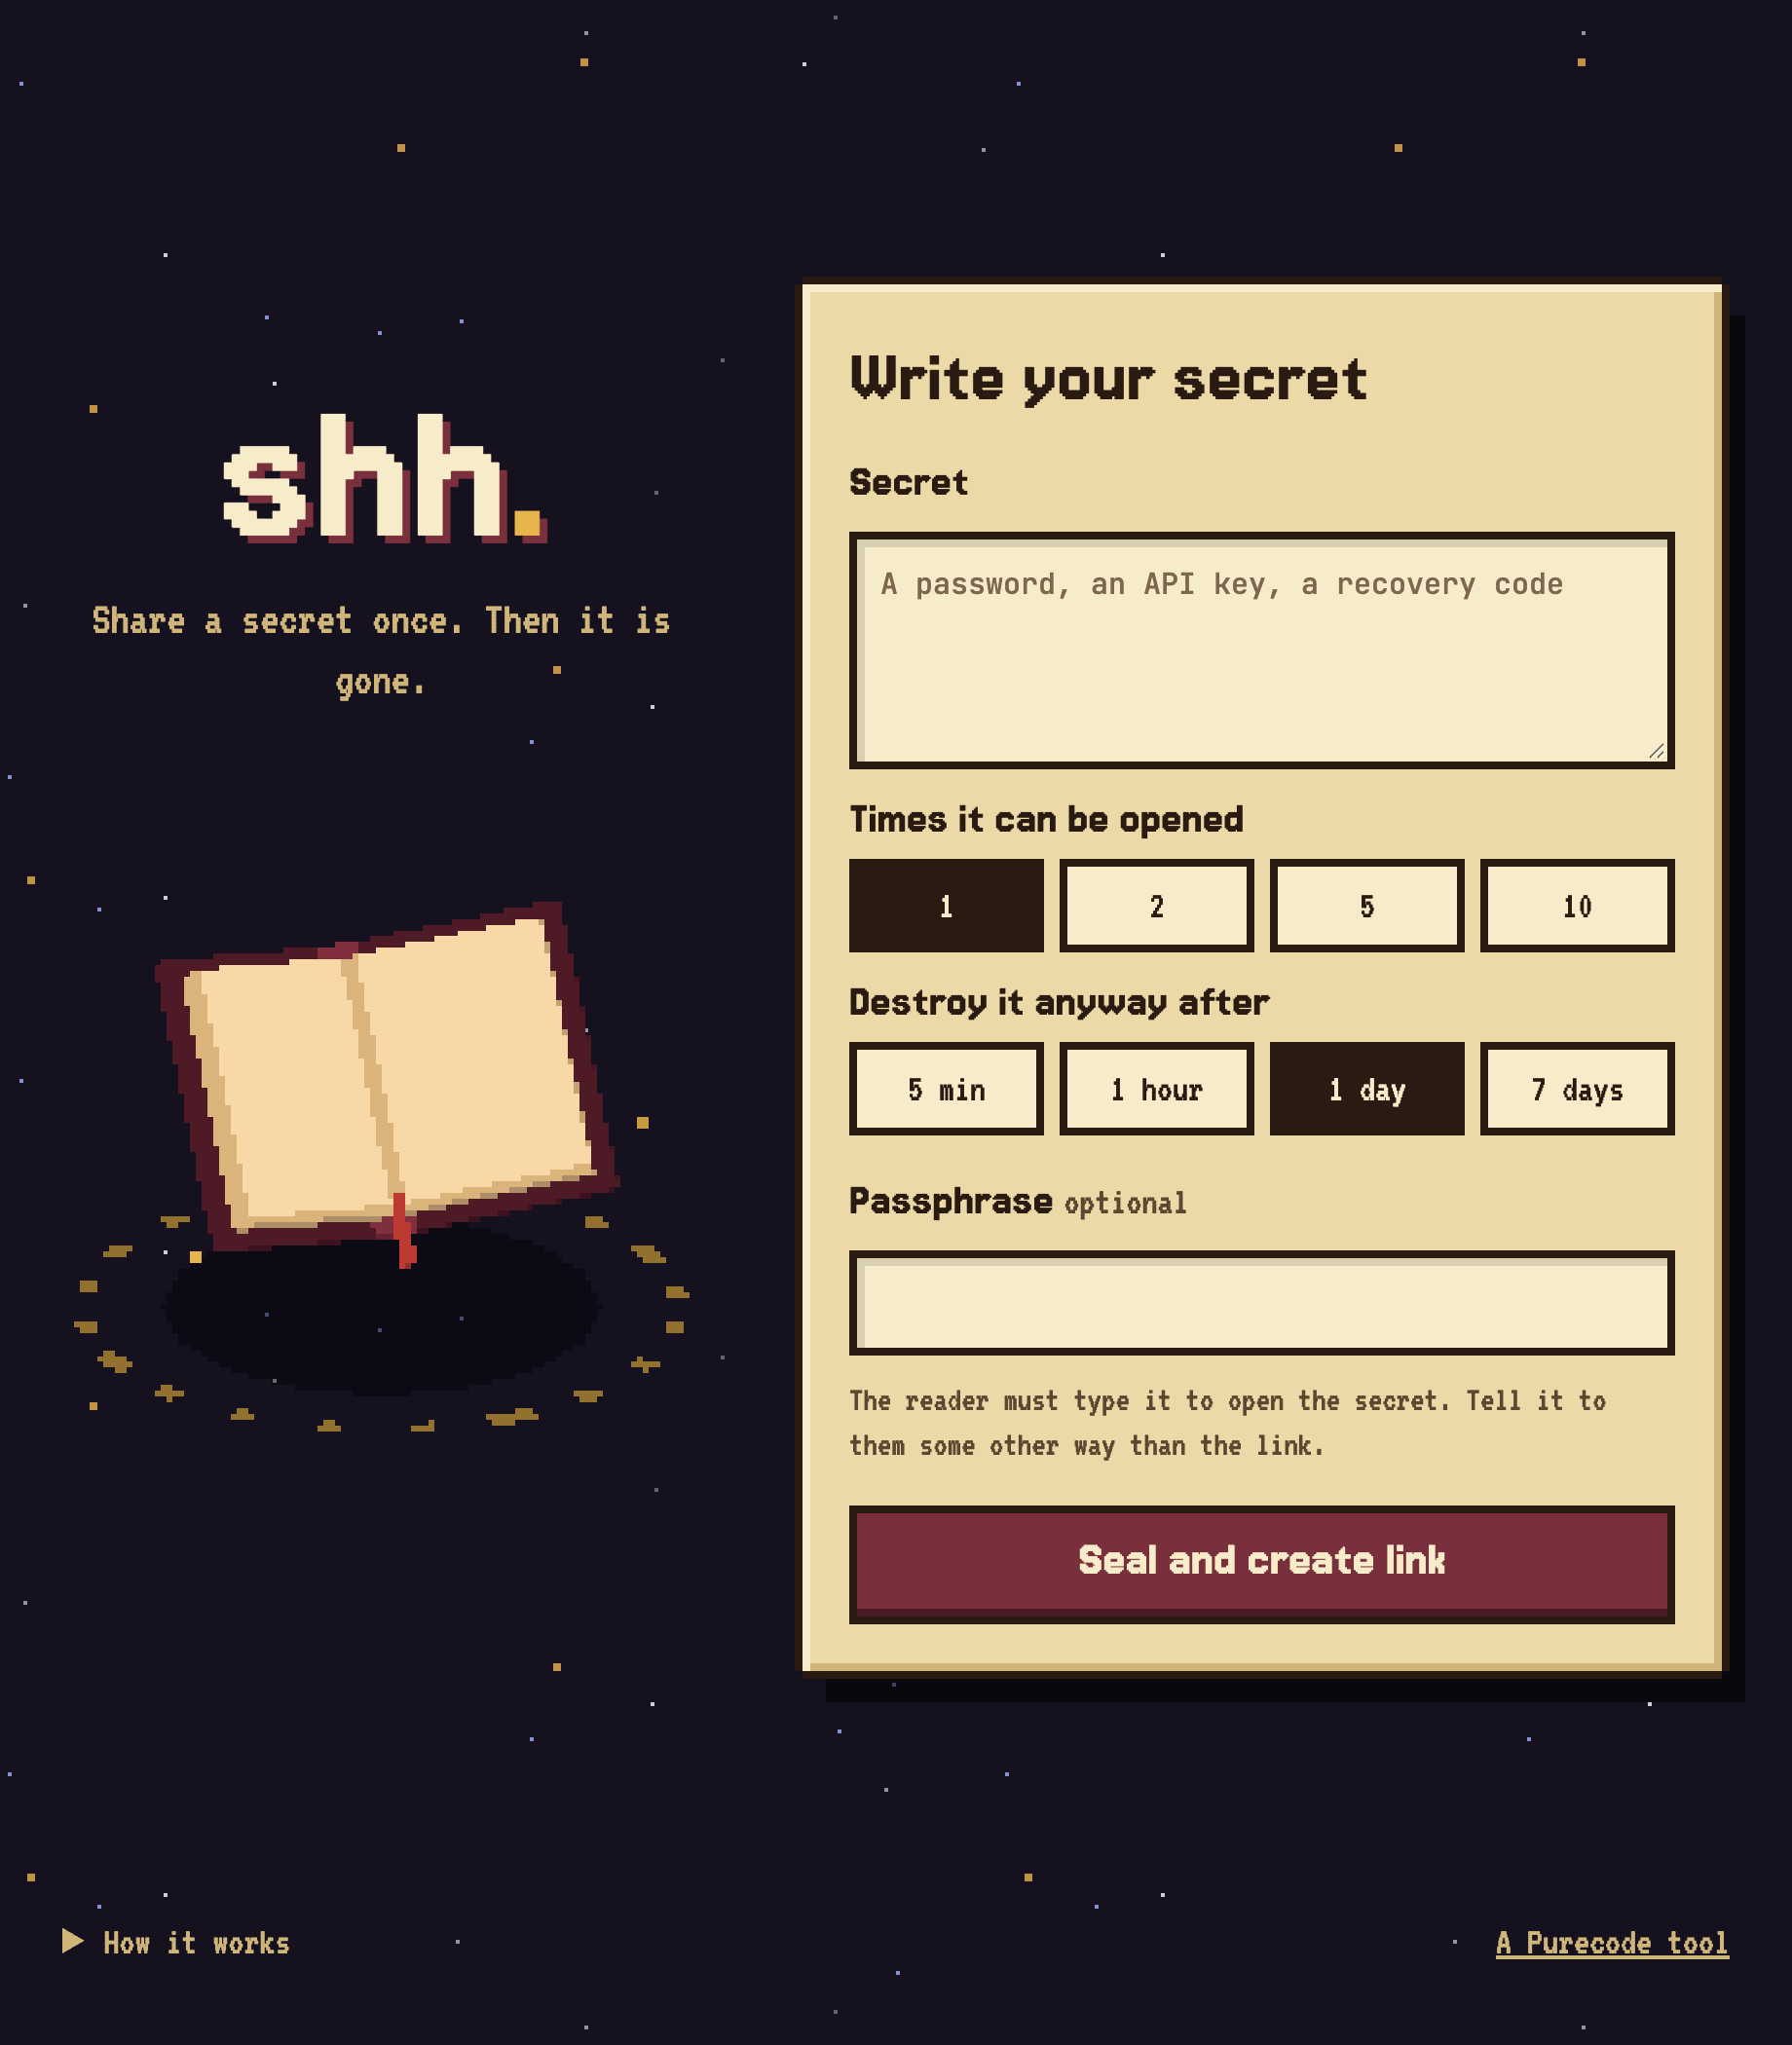 shh.
Share a secret once. Then it is
gone.
Write your secret
Secret
A password, an API key, a recovery code
Times it can be opened
1
2
5
10
Destroy it anyway after
5 min
1 hour
1 day
7 days
Passphrase optional
The reader must type it to open the secret. Tell it to
them some other way than the link.
Seal and create link
How it works
A Purecode tool